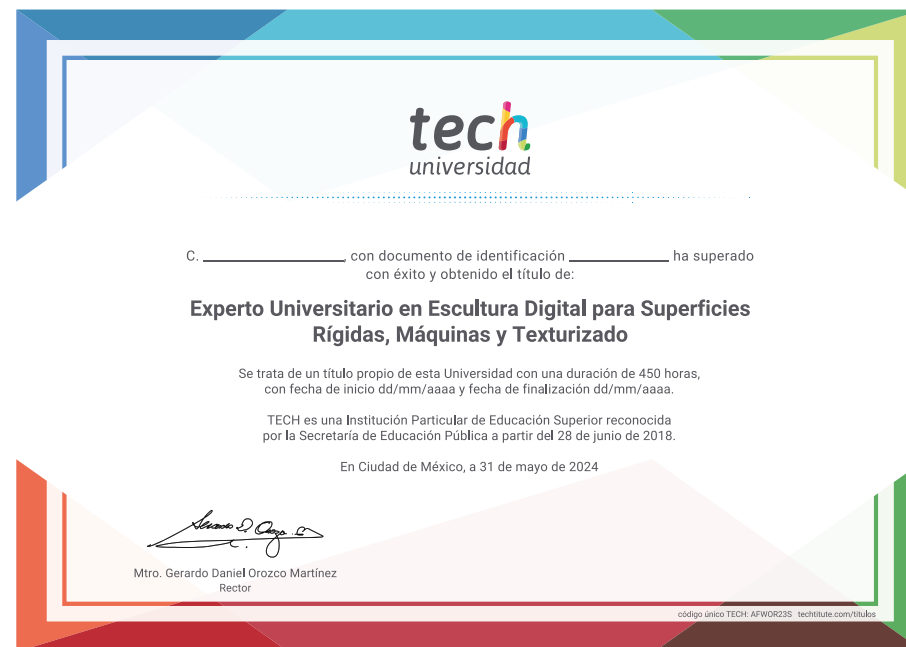 tech
universidad
C. ____________, con documento de identificación ____________ ha superado
con éxito y obtenido el título de:
Experto Universitario en Escultura Digital para Superficies
Rígidas, Máquinas y Texturizado
Se trata de un título propio de esta Universidad con una duración de 450 horas,
con fecha de inicio dd/mm/aaaa y fecha de finalización dd/mm/aaaa.
TECH es una Institución Particular de Educación Superior reconocida
por la Secretaría de Educación Pública a partir del 28 de junio de 2018.
En Ciudad de México, a 31 de mayo de 2024
Mtro. Gerardo Daniel Orozco Martínez
Rector
código único TECH: AFWOR23S techtitute.com/titulos